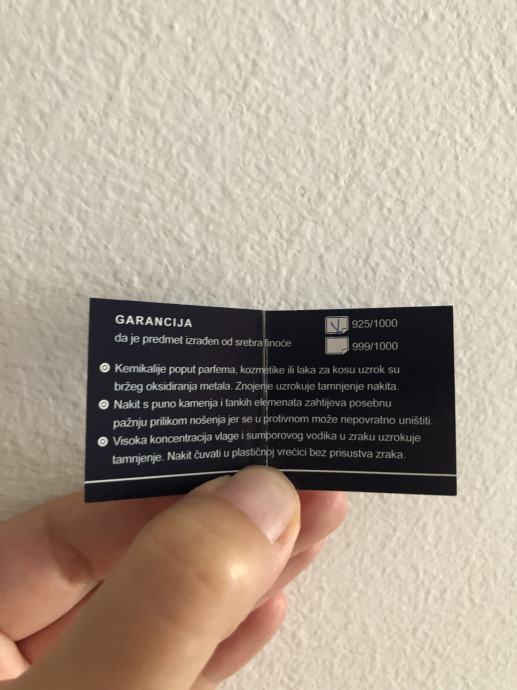 GARANCIJA
da je predmet izrađen od srebra finoće
925/1000
999/1000
Kemikalije poput parfema, kozmetike ili laka za kosu uzrok su
bržeg oksidiranja metala. Znojenje uzrokuje tamnjenje nakita.
Nakit s puno kamenja i tankih elemenata zahtijeva posebnu
pažnju prilikom nošenja jer se u protivnom može nepovratno uništiti.
Visoka koncentracija vlage i sumporovog vodika u zraku uzrokuje
tamnjenje. Nakit čuvati u plastičnoj vrećici bez prisustva zraka.